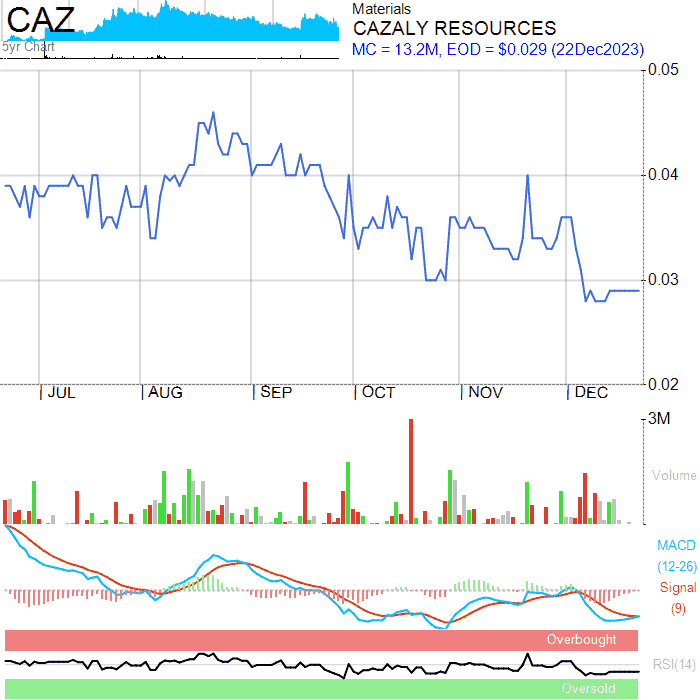 CAZ
5yr Chart
Materials
CAZALY RESOURCES
MC = 13.2M, EOD = $0.029 (22Dec2023)
0.05
0.04
0.03
0.02
JUL AUG SEP OCT NOV DEC
3M
Volume
MACD
(12-26)
Signal
(9)
Overbought
RSI(14)
Oversold